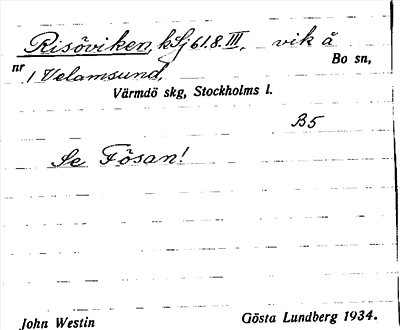 Risöviken, kSj 61.8.III. vik å
Bo sn,
nr 1 Velamsund,
Värmdö skg, Stockholms l.
B5
Se Fösan!
John Westin Gösta Lundberg 1934.